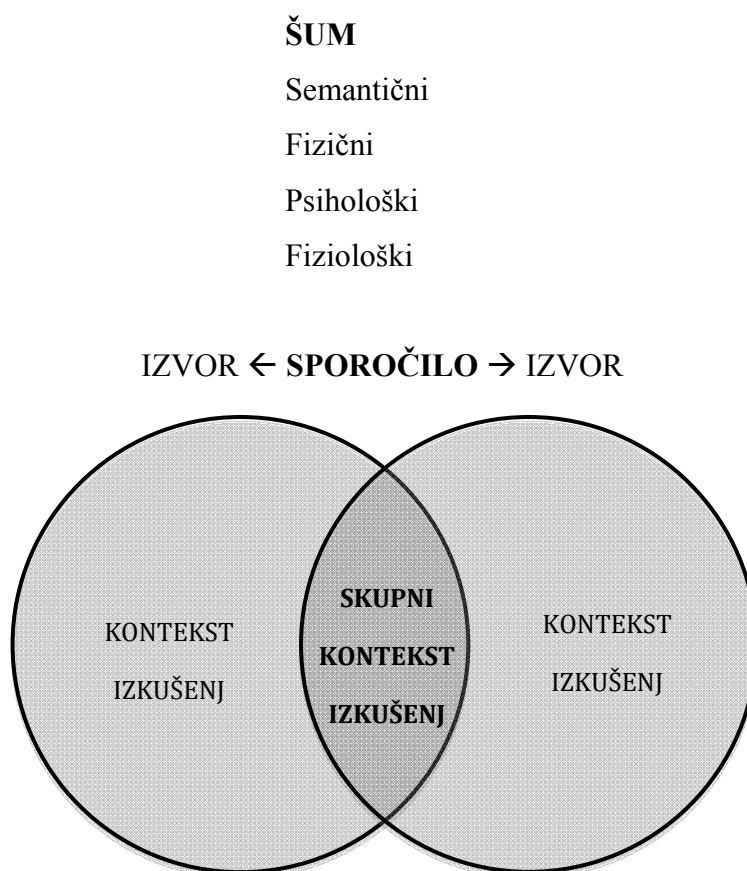 ŠUM
Semantični
Fizični
Psihološki
Fiziološki
IZVOR ← SPOROČILO → IZVOR
KONTEKST
IZKUŠENJ
SKUPNI
KONTEKST
IZKUŠENJ
KONTEKST
IZKUŠENJ